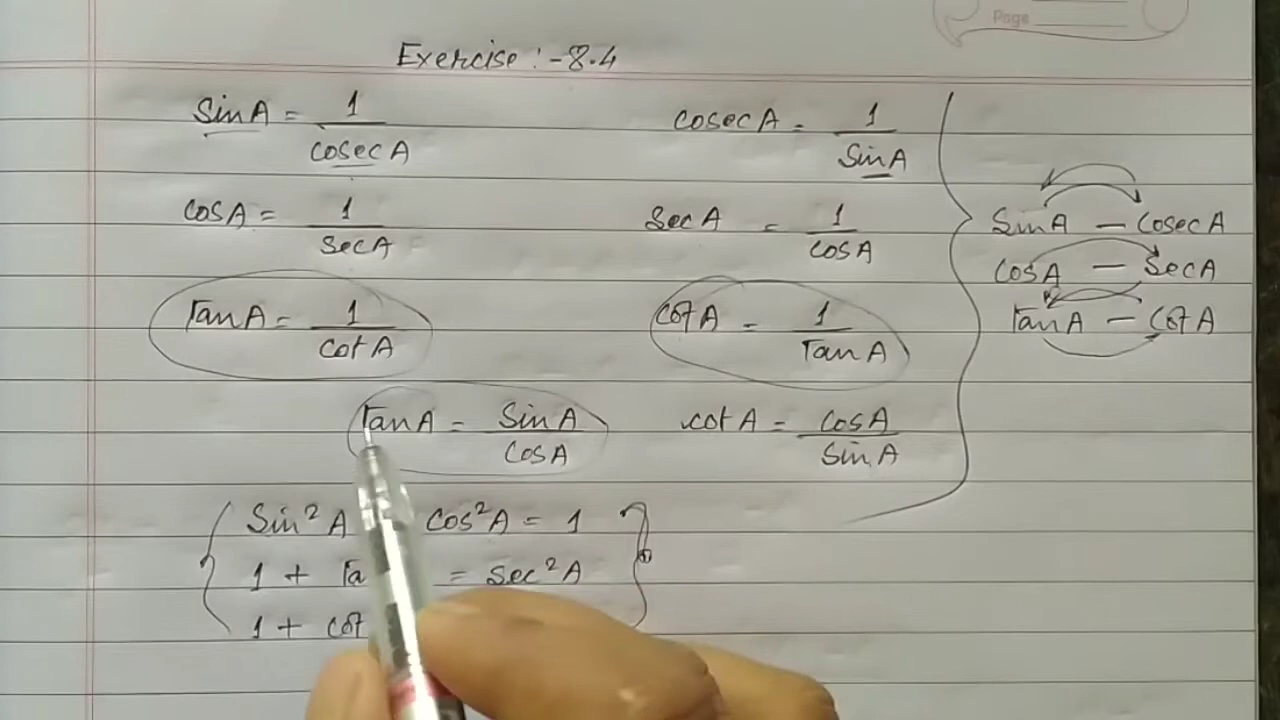 Page
Exercise :- 8.4
SinA = 1/CosecA
CosecA = 1/SinA
CosA = 1/SecA
SecA = 1/CosA
TanA = 1/CotA
CotA = 1/TanA
TanA = SinA/CosA
CotA = CosA/SinA
SinA — CosecA
CosA — SecA
TanA — CotA
Sin²A Cos²A = 1
1 + Ta = Sec²A
1 + Cot